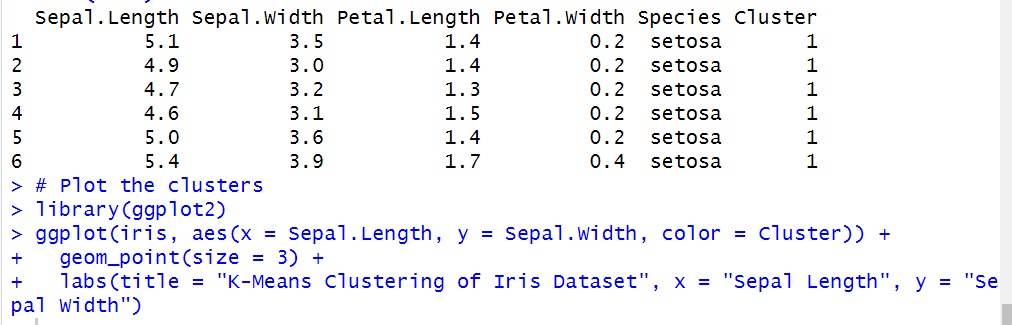 Sepal.Length Sepal.Width Petal.Length Petal.Width Species Cluster
1          5.1         3.5          1.4         0.2  setosa       1
2          4.9         3.0          1.4         0.2  setosa       1
3          4.7         3.2          1.3         0.2  setosa       1
4          4.6         3.1          1.5         0.2  setosa       1
5          5.0         3.6          1.4         0.2  setosa       1
6          5.4         3.9          1.7         0.4  setosa       1
> # Plot the clusters
> library(ggplot2)
> ggplot(iris, aes(x = Sepal.Length, y = Sepal.Width, color = Cluster)) +
+   geom_point(size = 3) +
+   labs(title = "K-Means Clustering of Iris Dataset", x = "Sepal Length", y = "Se
pal Width")